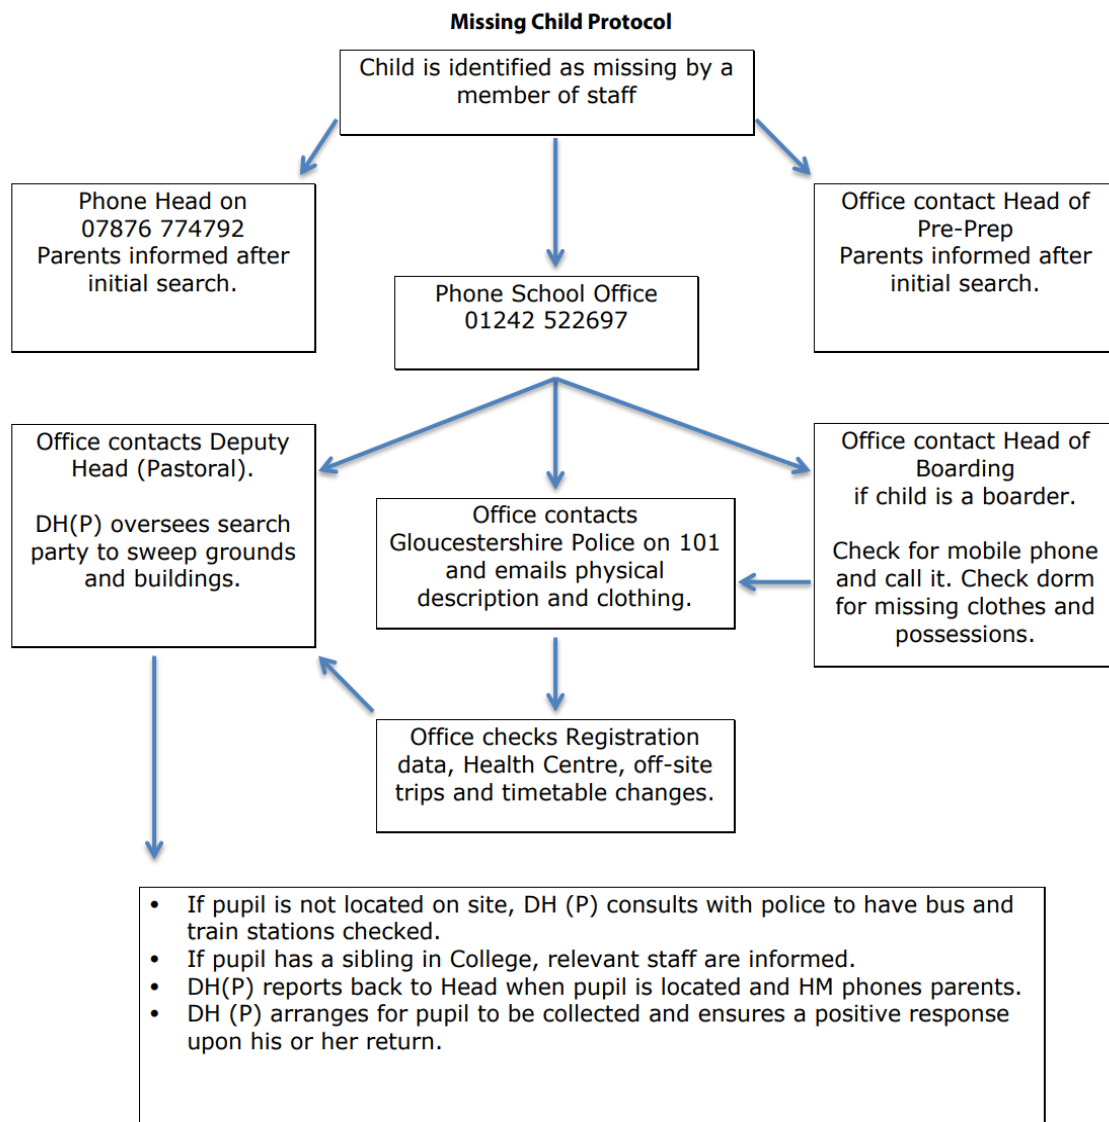 Missing Child Protocol
Child is identified as missing by a
member of staff
Phone Head on
07876 774792
Parents informed after
initial search.
Office contact Head of
Pre-Prep
Parents informed after
initial search.
Phone School Office
01242 522697
Office contacts Deputy
Head (Pastoral).
DH(P) oversees search
party to sweep grounds
and buildings.
Office contacts
Gloucestershire Police on 101
and emails physical
description and clothing.
Office contact Head of
Boarding
if child is a boarder.
Check for mobile phone
and call it. Check dorm
for missing clothes and
possessions.
Office checks Registration
data, Health Centre, off-site
trips and timetable changes.
• If pupil is not located on site, DH (P) consults with police to have bus and
train stations checked.
• If pupil has a sibling in College, relevant staff are informed.
• DH(P) reports back to Head when pupil is located and HM phones parents.
• DH (P) arranges for pupil to be collected and ensures a positive response
upon his or her return.